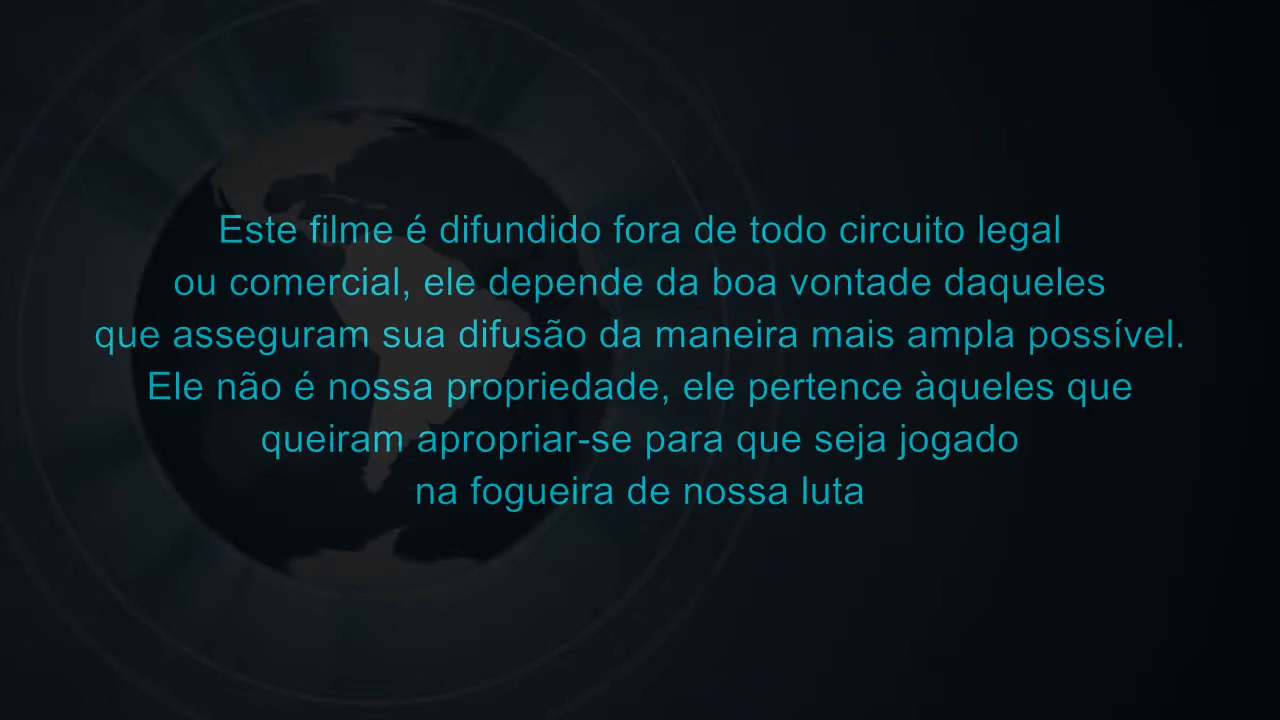 Este filme é difundido fora de todo circuito legal
ou comercial, ele depende da boa vontade daqueles
que asseguram sua difusão da maneira mais ampla possível.
Ele não é nossa propriedade, ele pertence àqueles que
queiram apropriar-se para que seja jogado
na fogueira de nossa luta